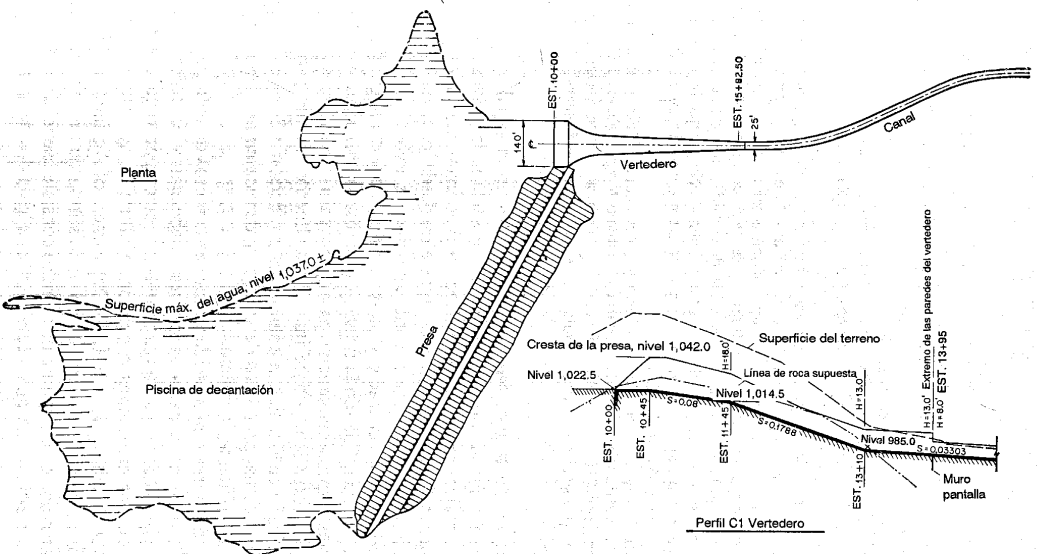 EST. 10+00
EST. 15+82.50
25'
Canal
140'
℄
Vertedero
Planta
Superficie máx. del agua, nivel 1,037.0 ±
Presa
Piscina de decantación
Superficie del terreno
Cresta de la presa, nivel 1,042.0
H=18.0'
Línea de roca supuesta
H=13.0'
H=13.0' Extremo de las paredes del vertedero
H=8.0' EST. 13+95
Nivel 1,022.5
Nivel 1,014.5
S=0.08
S=0.1788
Nivel 985.0
S=0.03303
EST. 10+00
EST. 10+45
EST. 11+45
EST. 13+10
Muro
pantalla
Perfil C1 Vertedero